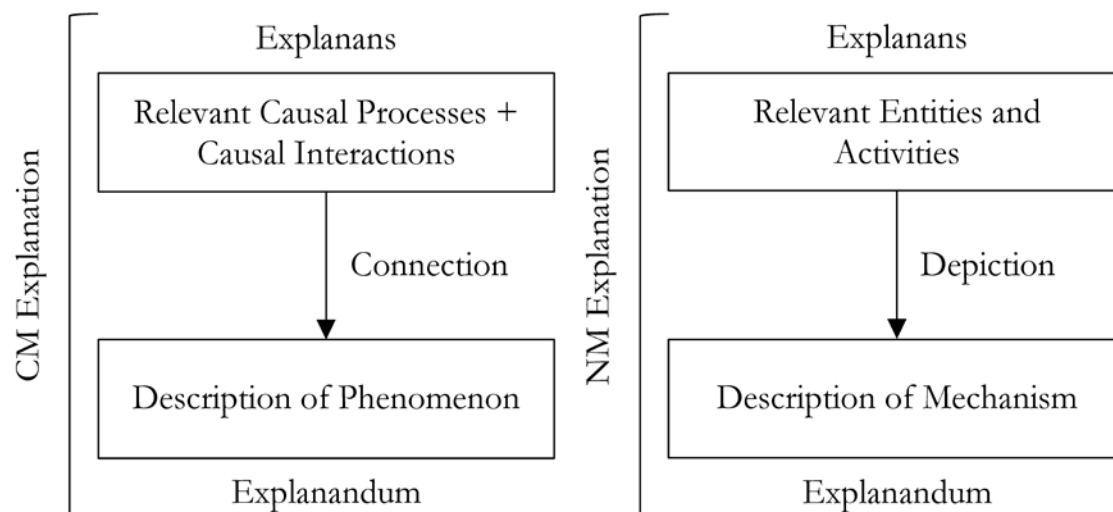 CM Explanation
Explanans
Relevant Causal Processes +
Causal Interactions
Connection
Description of Phenomenon
Explanandum
NM Explanation
Explanans
Relevant Entities and
Activities
Depiction
Description of Mechanism
Explanandum